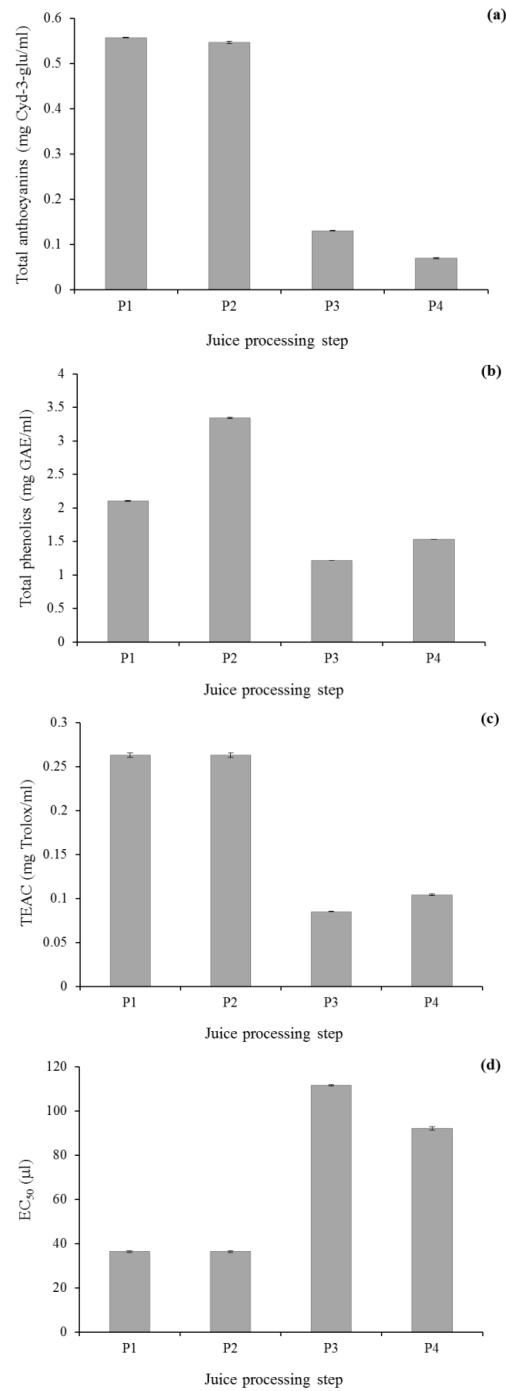 (a)
Total anthocyanins (mg Cyd-3-glu/ml)
0.6
0.5
0.4
0.3
0.2
0.1
0
P1 P2 P3 P4
Juice processing step
(b)
Total phenolics (mg GAE/ml)
4
3.5
3
2.5
2
1.5
1
0.5
0
P1 P2 P3 P4
Juice processing step
(c)
TEAC (mg Trolox/ml)
0.3
0.25
0.2
0.15
0.1
0.05
0
P1 P2 P3 P4
Juice processing step
(d)
EC50 (µl)
120
100
80
60
40
20
0
P1 P2 P3 P4
Juice processing step